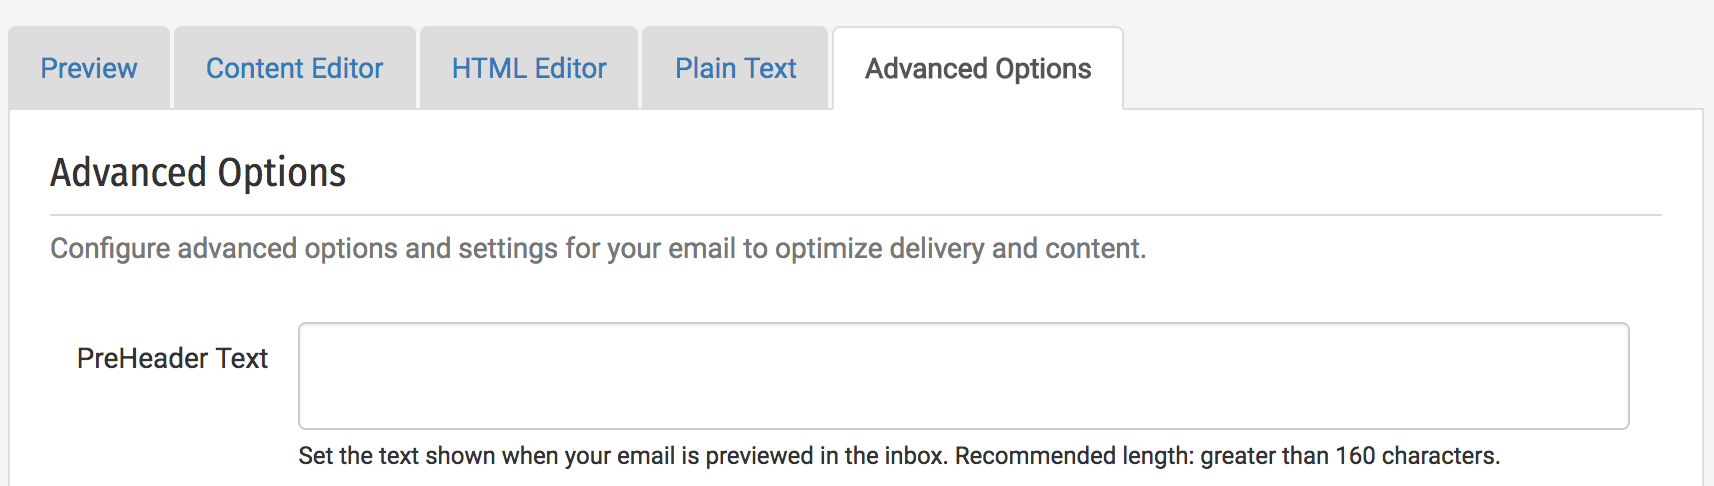 Preview Content Editor HTML Editor Plain Text Advanced Options
Advanced Options
Configure advanced options and settings for your email to optimize delivery and content.
PreHeader Text
Set the text shown when your email is previewed in the inbox. Recommended length: greater than 160 characters.